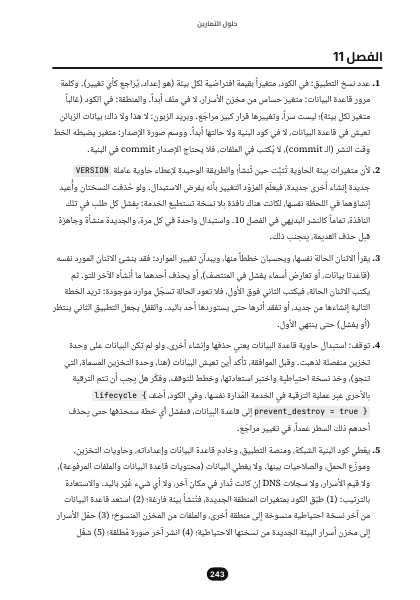 حلول التمارين
الفصل 11
1. عدد نسخ التطبيق: في الكود، متغيراً بقيمة افتراضية لكل بيئة (هو إعداد، يُراجع كأي تغيير). وكلمة
مرور قاعدة البيانات: متغير حساس من مخزن الأسرار، لا في ملف أبداً. والمنطقة: في الكود (غالباً
متغير لكل بيئة)؛ ليست سراً، وتغييرها قرار كبير مراجَع. وبريد الزبون: لا هذا ولا ذاك؛ بيانات الزبائن
تعيش في قاعدة البيانات، لا في كود البنية ولا حالتها أبداً. ووسم صورة الإصدار: متغير يضبطه الخط
وقت النشر (الـ commit)، لا يُكتب في الملفات، فلا يحتاج الإصدار commit في البنية.
2. لأن متغيرات بيئة الحاوية تُثبَّت حين تُنشأ؛ والطريقة الوحيدة لإعطاء حاوية عاملة VERSION
جديدة إنشاء أخرى جديدة، فيعلّم المزوّد التغيير بأنه يفرض الاستبدال. ولو حُذفت النسختان وأُعيد
إنشاؤهما في اللحظة نفسها، لكانت هناك نافذة بلا نسخة تستطيع الخدمة: يفشل كل طلب في تلك
النافذة، تماماً كالنشر البديهي في الفصل 10. واستبدال واحدة في كل مرة، والجديدة منشأة وجاهزة
قبل حذف القديمة، يتجنب ذلك.
3. يقرأ الاثنان الحالة نفسها، ويحسبان خططاً منها، ويبدآن تغيير الموارد: فقد ينشئ الاثنان المورد نفسه
(قاعدتا بيانات، أو تعارض أسماء يفشل في المنتصف)، أو يحذف أحدهما ما أنشأه الآخر للتو. ثم
يكتب الاثنان الحالة، فيكتب الثاني فوق الأول، فلا تعود الحالة تسجّل موارد موجودة: تريد الخطة
التالية إنشاءها من جديد، أو تفقد أثرها حتى يستوردها أحد باليد. والقفل يجعل التطبيق الثاني ينتظر
(أو يفشل) حتى ينتهي الأول.
4. توقف: استبدال حاوية قاعدة البيانات يعني حذفها وإنشاء أخرى، ولو لم تكن البيانات على وحدة
تخزين منفصلة لذهبت. وقبل الموافقة، تأكد أين تعيش البيانات (هنا، وحدة التخزين المسماة، التي
تنجو)، وخذ نسخة احتياطية واختبر استعادتها، وخطط للتوقف، وفكّر هل يجب أن تتم الترقية
بالأحرى عبر عملية الترقية في الخدمة المُدارة نفسها. وفي الكود، أضف lifecycle {
prevent_destroy = true } إلى قاعدة البيانات، فتفشل أي خطة ستحذفها حتى يحذف
أحدهم ذلك السطر عمداً، في تغيير مراجَع.
5. يغطي كود البنية الشبكة، ومنصة التطبيق، وخادم قاعدة البيانات وإعداداته، وحاويات التخزين،
وموزّع الحمل، والصلاحيات بينها. ولا يغطي البيانات (محتويات قاعدة البيانات والملفات المرفوعة)،
ولا قيم الأسرار، ولا سجلات DNS إن كانت تُدار في مكان آخر، ولا أي شيء غُيّر باليد. والاستعادة
بالترتيب: (1) طبّق الكود بمتغيرات المنطقة الجديدة، فتُنشأ بيئة فارغة؛ (2) استعد قاعدة البيانات
من آخر نسخة احتياطية منسوخة إلى منطقة أخرى، والملفات من المخزن المنسوخ؛ (3) حمّل الأسرار
إلى مخزن أسرار البيئة الجديدة من نسختها الاحتياطية؛ (4) انشر آخر صورة مُطلقة؛ (5) شغّل
243